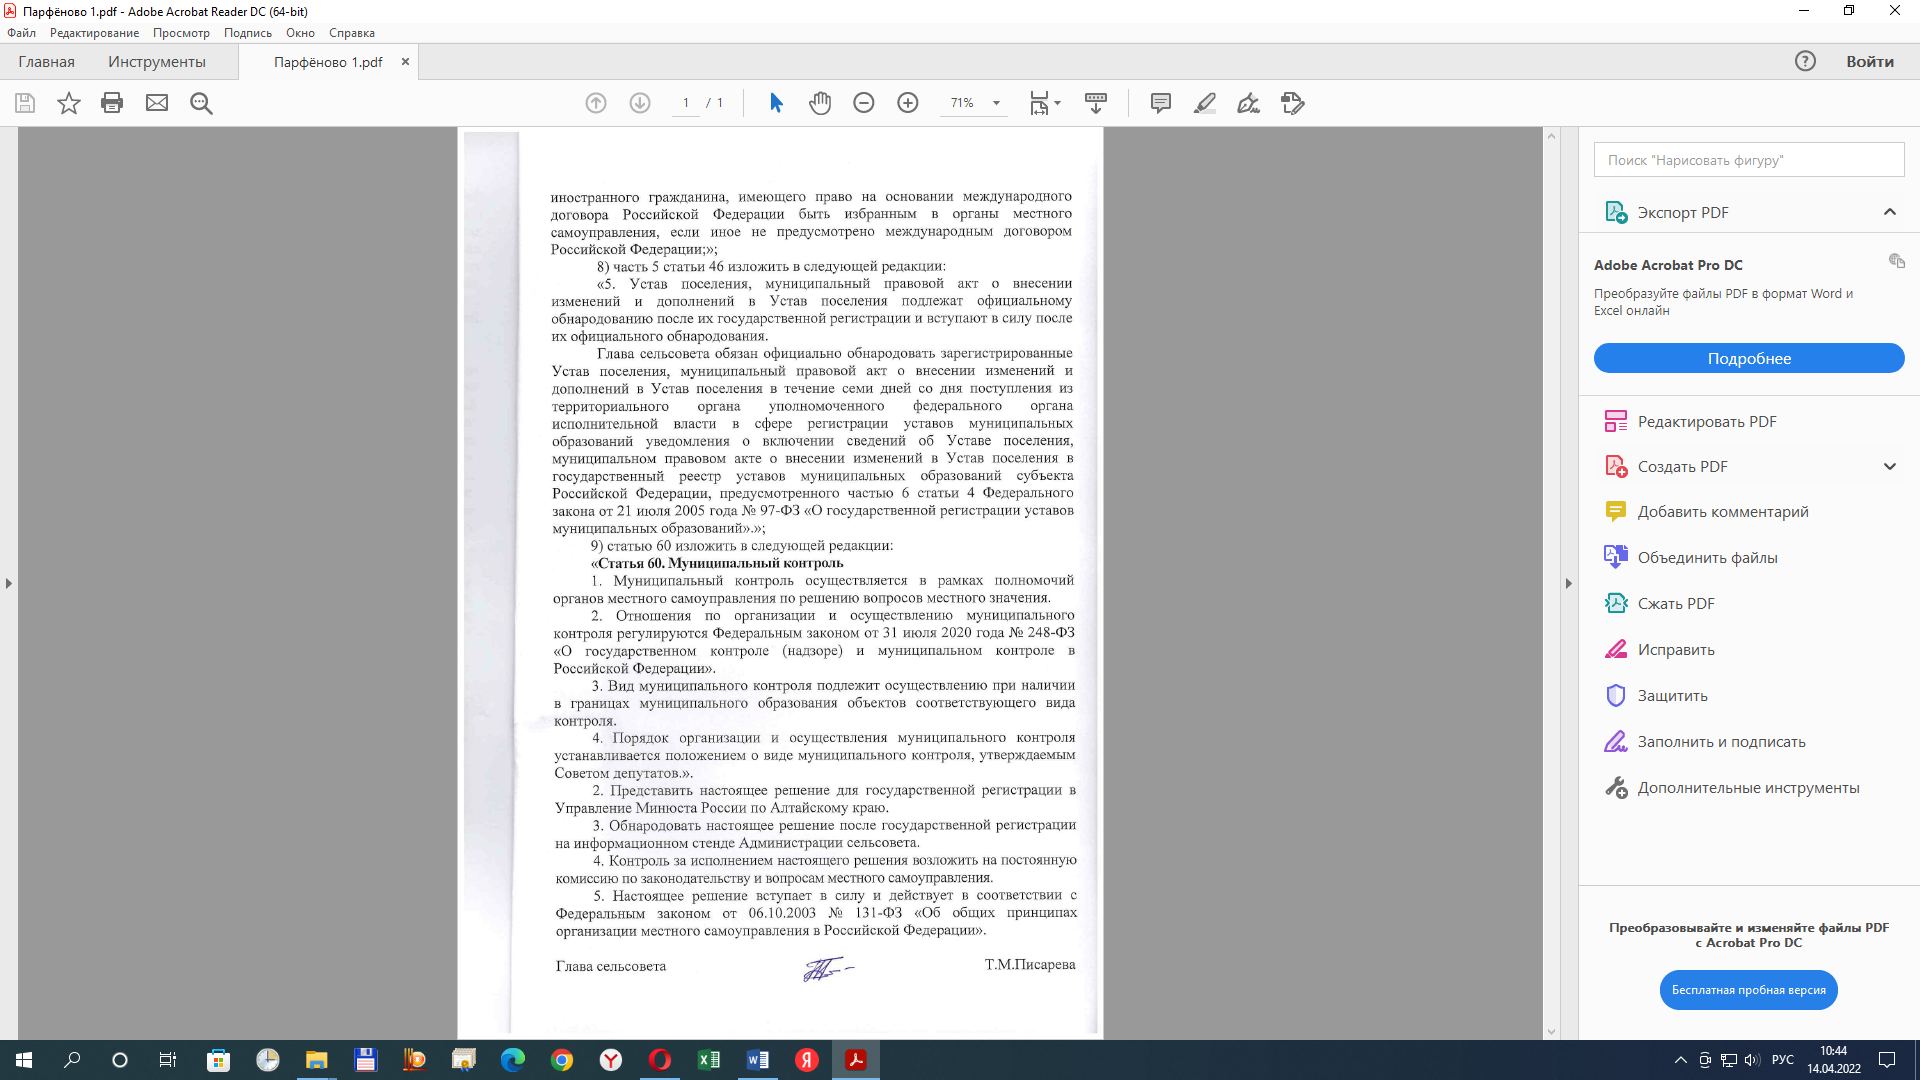 Парфёново 1.pdf - Adobe Acrobat Reader DC (64-bit)
Файл Редактирование Просмотр Подпись Окно Справка
Главная Инструменты Парфёново 1.pdf × Войти
1 / 1 71%
иностранного гражданина, имеющего право на основании международного
договора Российской Федерации быть избранным в органы местного
самоуправления, если иное не предусмотрено международным договором
Российской Федерации;»;
8) часть 5 статьи 46 изложить в следующей редакции:
«5. Устав поселения, муниципальный правовой акт о внесении
изменений и дополнений в Устав поселения подлежат официальному
обнародованию после их государственной регистрации и вступают в силу после
их официального обнародования.
Глава сельсовета обязан официально обнародовать зарегистрированные
Устав поселения, муниципальный правовой акт о внесении изменений и
дополнений в Устав поселения в течение семи дней со дня поступления из
территориального органа уполномоченного федерального органа
исполнительной власти в сфере регистрации уставов муниципальных
образований уведомления о включении сведений об Уставе поселения,
муниципальном правовом акте о внесении изменений в Устав поселения в
государственный реестр уставов муниципальных образований субъекта
Российской Федерации, предусмотренного частью 6 статьи 4 Федерального
закона от 21 июля 2005 года № 97-ФЗ «О государственной регистрации уставов
муниципальных образований».»;
9) статью 60 изложить в следующей редакции:
«Статья 60. Муниципальный контроль
1. Муниципальный контроль осуществляется в рамках полномочий
органов местного самоуправления по решению вопросов местного значения.
2. Отношения по организации и осуществлению муниципального
контроля регулируются Федеральным законом от 31 июля 2020 года № 248-ФЗ
«О государственном контроле (надзоре) и муниципальном контроле в
Российской Федерации».
3. Вид муниципального контроля подлежит осуществлению при наличии
в границах муниципального образования объектов соответствующего вида
контроля.
4. Порядок организации и осуществления муниципального контроля
устанавливается положением о виде муниципального контроля, утверждаемым
Советом депутатов.».
2. Представить настоящее решение для государственной регистрации в
Управление Минюста России по Алтайскому краю.
3. Обнародовать настоящее решение после государственной регистрации
на информационном стенде Администрации сельсовета.
4. Контроль за исполнением настоящего решения возложить на постоянную
комиссию по законодательству и вопросам местного самоуправления.
5. Настоящее решение вступает в силу и действует в соответствии с
Федеральным законом от 06.10.2003 № 131-ФЗ «Об общих принципах
организации местного самоуправления в Российской Федерации».
Глава сельсовета Т.М.Писарева
Поиск "Нарисовать фигуру"
Экспорт PDF
Adobe Acrobat Pro DC
Преобразуйте файлы PDF в формат Word и
Excel онлайн
Подробнее
Редактировать PDF
Создать PDF
Добавить комментарий
Объединить файлы
Сжать PDF
Исправить
Защитить
Заполнить и подписать
Дополнительные инструменты
Преобразовывайте и изменяйте файлы PDF
с Acrobat Pro DC
Бесплатная пробная версия
РУС
10:44
14.04.2022